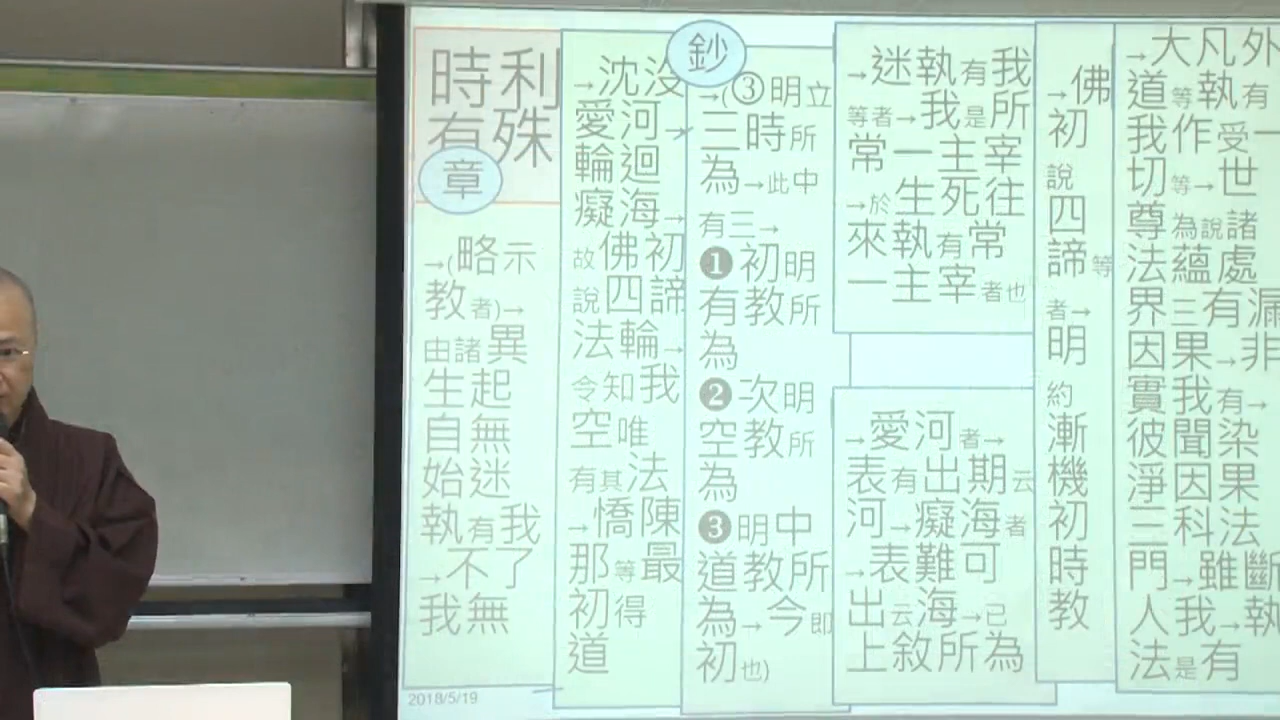 時利
有殊
章
→(略示
教者)→
由諸異
生起
自無
始迷
執有我
→不了
我無
→沈沒
愛河→
輪迴
癡海→
故佛初
說四諦
法輪→
令知我
空唯
有其法
→憍陳
那等最
初得
道
鈔
→(③明立
三時所
為→此中
有三→
❶初明
有教所
為
❷次明
空教所
為
❸明中
道教所
為→今即
初也)
→迷執有我
等者→我是所
常一主宰
→於生死往
來執有常
一主宰者也
→愛河者→
表有出期云
河→癡海者
→表難可
出云海→已
上敘所為
→佛
初
說
四
諦等
者→
明
約
漸
機
初
時
教
→大凡外
道等執有
我作受一
切等→世
尊為說諸
法蘊處
界三有漏
因果→非
實我有→
彼聞染
淨因果
三科法
門→雖斷
人我→執
法是有
2018/5/19